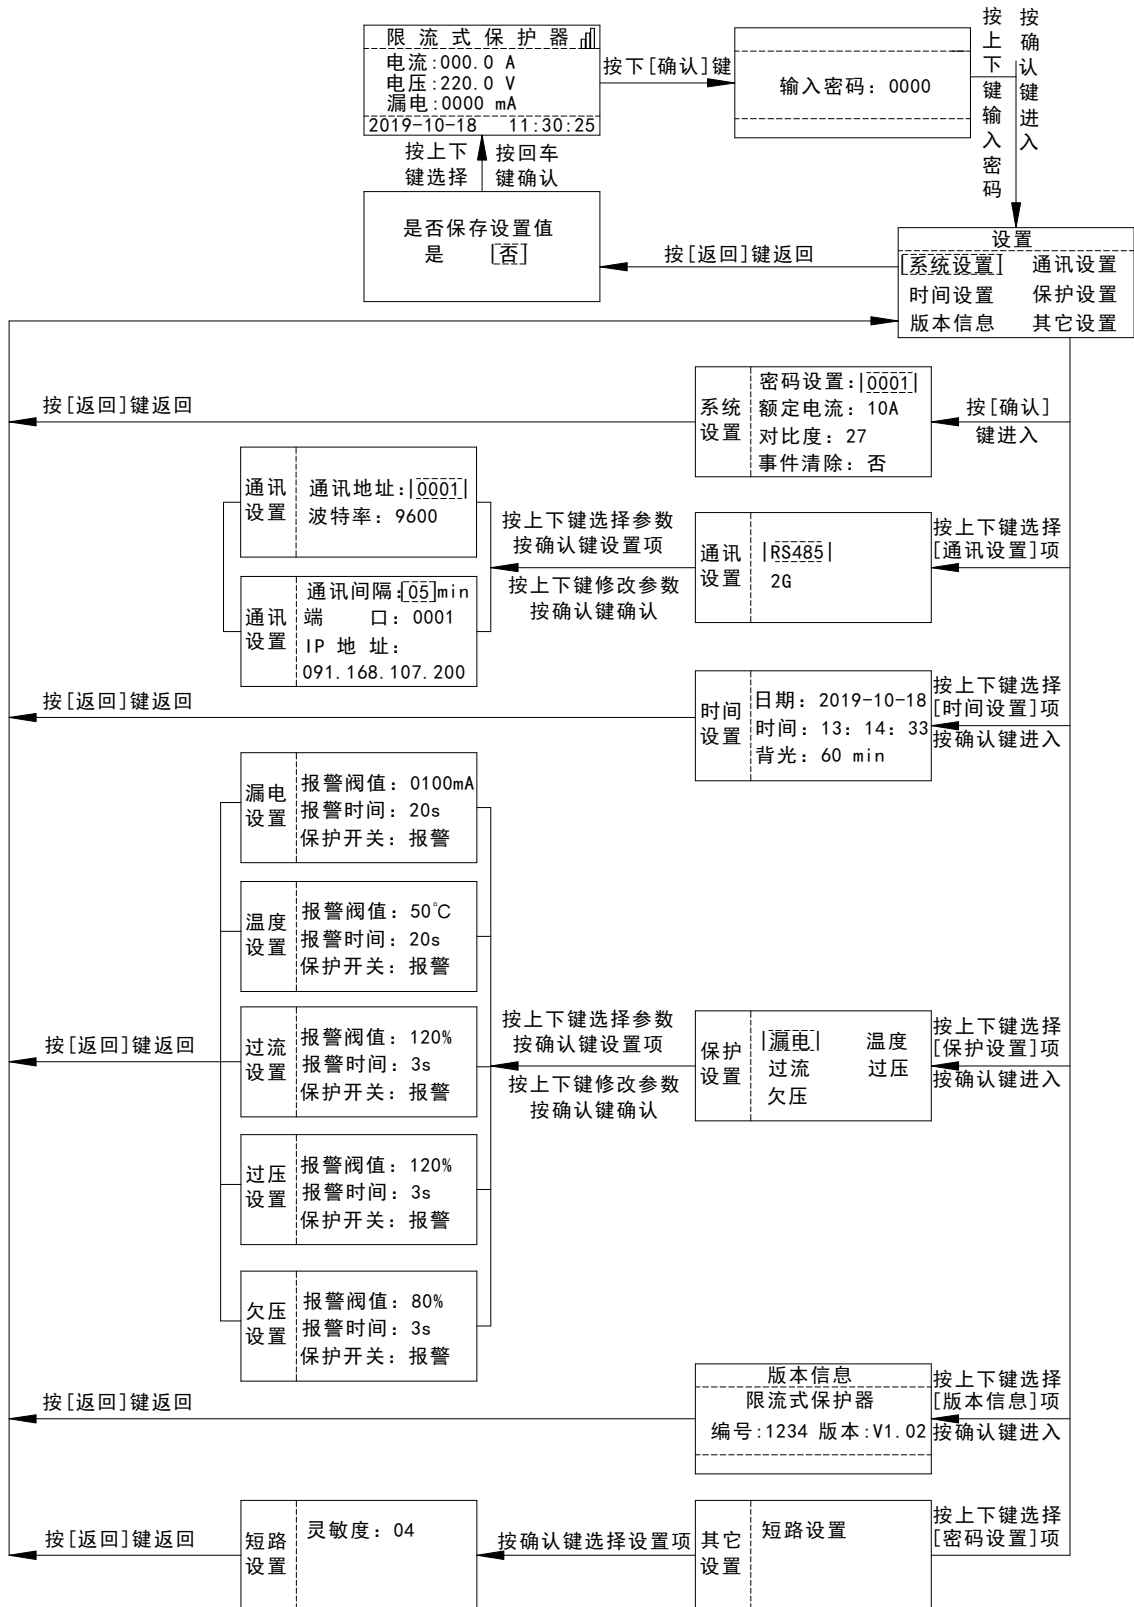 限 流 式 保 护 器
电流:000.0 A
电压:220.0 V
漏电:0000 mA
2019-10-18 11:30:25
按下[确认]键
输入密码：0000
按上下键输入密码
按确认键进入
按上下
键选择
按回车
键确认
是否保存设置值
是 [否]
按[返回]键返回
设置
[系统设置] 通讯设置
时间设置 保护设置
版本信息 其它设置
按[返回]键返回
系统
设置
密码设置:|0001|
额定电流：10A
对比度：27
事件清除：否
按[确认]
键进入
通讯
设置
通讯地址:|0001|
波特率：9600
通讯
设置
通讯间隔:[05]min
端 口：0001
IP 地 址：
091.168.107.200
按上下键选择参数
按确认键设置项
按上下键修改参数
按确认键确认
通讯
设置
|RS485|
2G
按上下键选择
[通讯设置]项
按[返回]键返回
时间
设置
日期：2019-10-18
时间：13：14：33
背光：60 min
按上下键选择
[时间设置]项
按确认键进入
漏电
设置
报警阀值：0100mA
报警时间：20s
保护开关：报警
温度
设置
报警阀值：50℃
报警时间：20s
保护开关：报警
按[返回]键返回
过流
设置
报警阀值：120%
报警时间：3s
保护开关：报警
按上下键选择参数
按确认键设置项
按上下键修改参数
按确认键确认
保护
设置
|漏电| 温度
过流 过压
欠压
按上下键选择
[保护设置]项
按确认键进入
过压
设置
报警阀值：120%
报警时间：3s
保护开关：报警
欠压
设置
报警阀值：80%
报警时间：3s
保护开关：报警
按[返回]键返回
版本信息
限流式保护器
编号:1234 版本:V1.02
按上下键选择
[版本信息]项
按确认键进入
按[返回]键返回
短路
设置
灵敏度：04
按确认键选择设置项
其它
设置
短路设置
按上下键选择
[密码设置]项